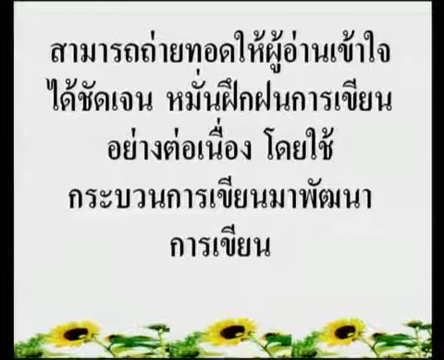 สามารถถ่ายทอดให้ผู้อ่านเข้าใจ
ได้ชัดเจน หมั่นฝึกฝนการเขียน
อย่างต่อเนื่อง โดยใช้
กระบวนการเขียนมาพัฒนา
การเขียน